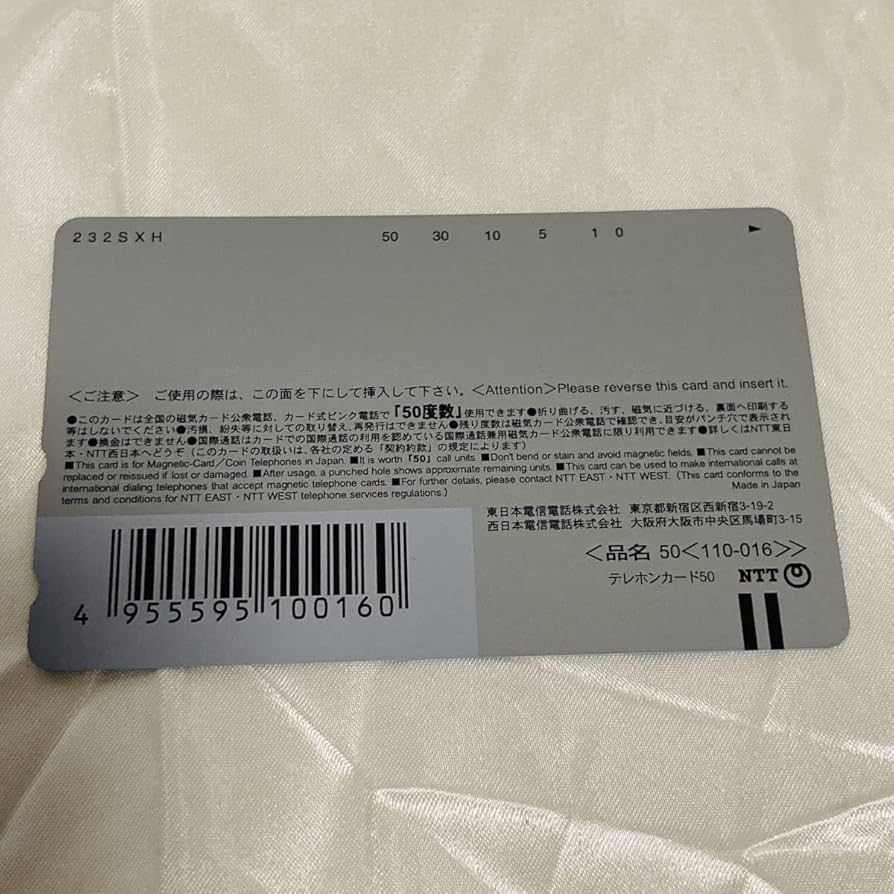 232SXH 50 30 10 5 1 0 ►
<ご注意> ご使用の際は、この面を下にして挿入して下さい。<Attention>Please reverse this card and insert it.
●このカードは全国の磁気カード公衆電話、カード式ピンク電話で「50度数」使用できます●折り曲げる、汚す、磁気に近づける、裏面へ印刷する
等はしないでください●汚損、紛失等に対しての取り替え、再発行はできません●残り度数は磁気カード公衆電話で確認でき、目安がパンチ穴で表示され
ます●換金はできません●国際通話はカードでの国際通話の利用を認めている国際通話兼用磁気カード公衆電話に限り利用できます●詳しくはNTT東日
本・NTT西日本へどうぞ(このカードの取扱いは、各社の定める「契約約款」の規定によります)
■This card is for Magnetic-Card/Coin Telephones in Japan. ■It is worth「50」call units. ■Don't bend or stain and avoid magnetic fields. ■This card cannot be
replaced or reissued if lost or damaged. ■After usage, a punched hole shows approxmate remaining units. ■This card can be used to make international calls at
international dialing telephones that accept magnetic telephone cards. ■For further details, please contact NTT EAST・NTT WEST. (This card conforms to the
terms and conditions for NTT EAST・NTT WEST telephone services regulations.) Made in Japan
東日本電信電話株式会社 東京都新宿区西新宿3-19-2
西日本電信電話株式会社 大阪府大阪市中央区馬場町3-15
<品名 50<110-016>>
テレホンカード50 NTT
4 955595 100160